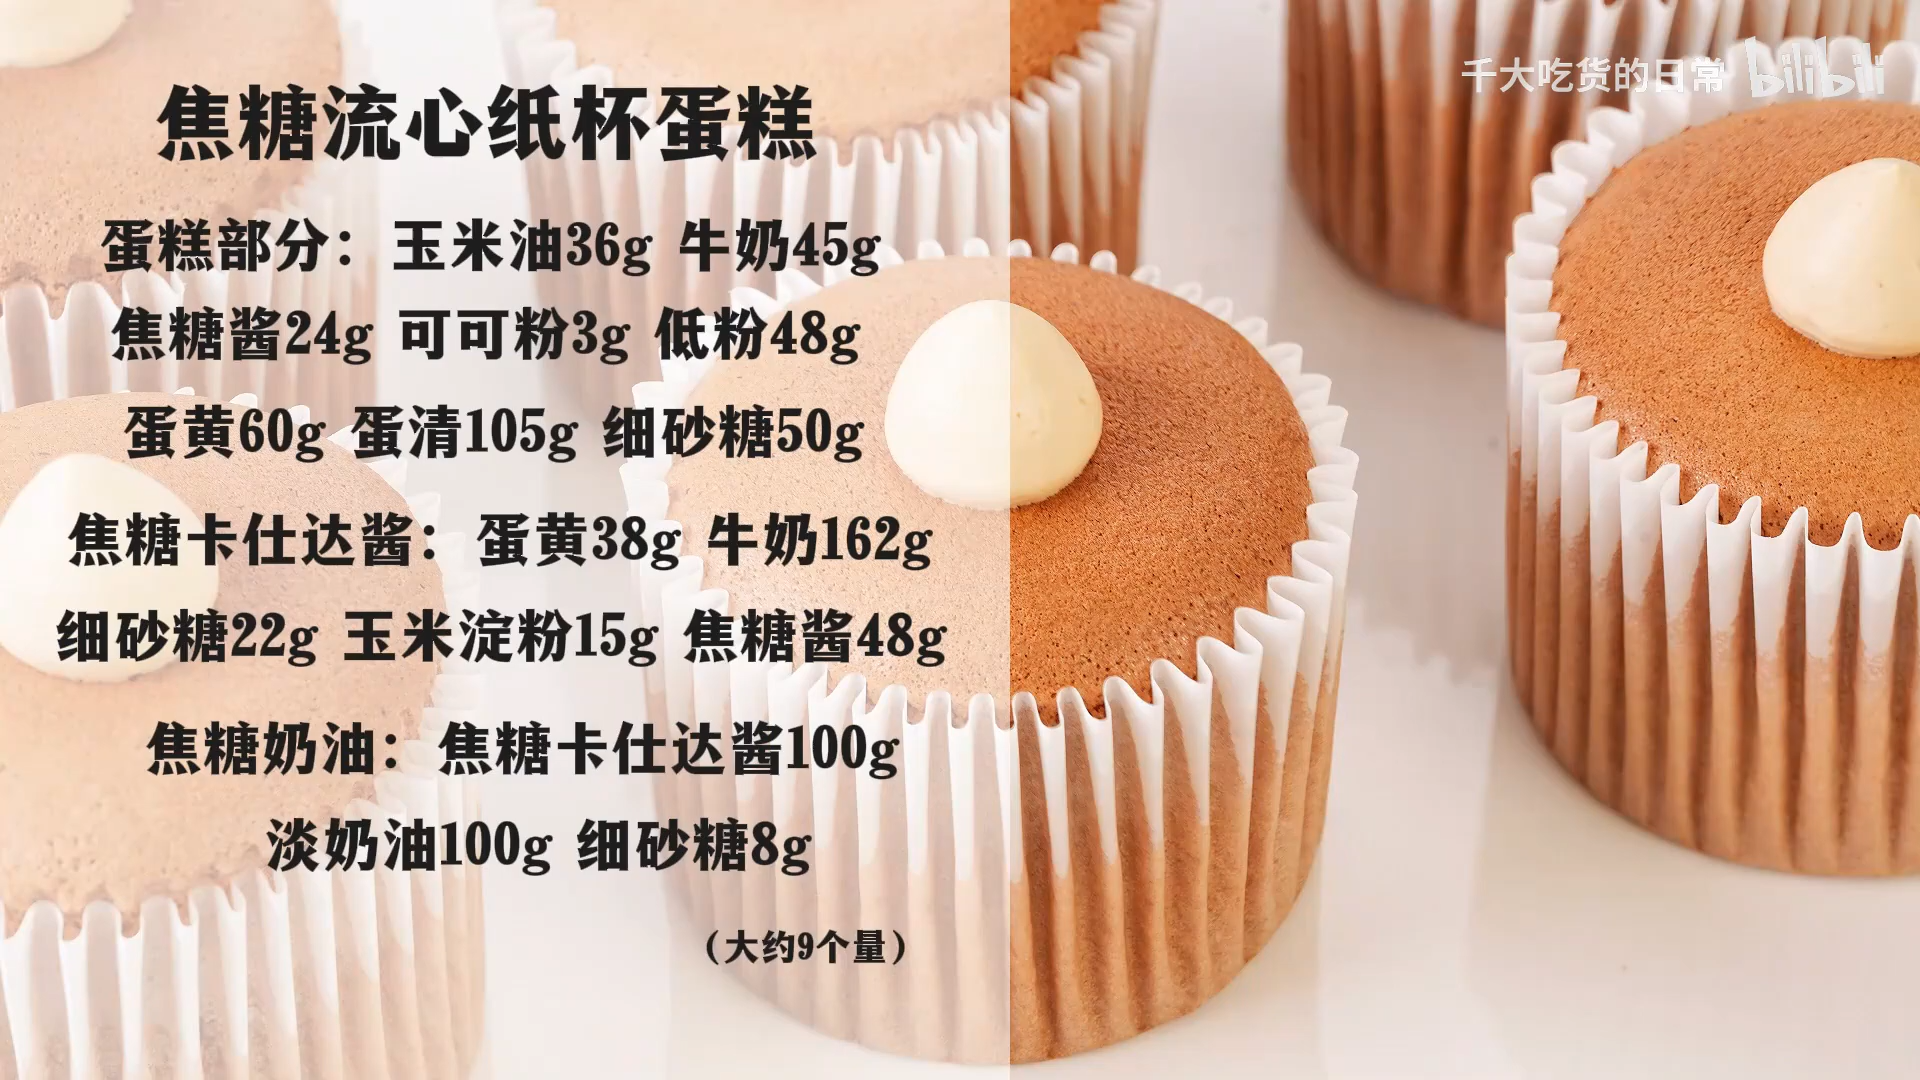 焦糖流心纸杯蛋糕
千大吃货的日常 bilibili
蛋糕部分：玉米油36g 牛奶45g
焦糖酱24g 可可粉3g 低粉48g
蛋黄60g 蛋清105g 细砂糖50g
焦糖卡仕达酱：蛋黄38g 牛奶162g
细砂糖22g 玉米淀粉15g 焦糖酱48g
焦糖奶油：焦糖卡仕达酱100g
淡奶油100g 细砂糖8g
（大约9个量）